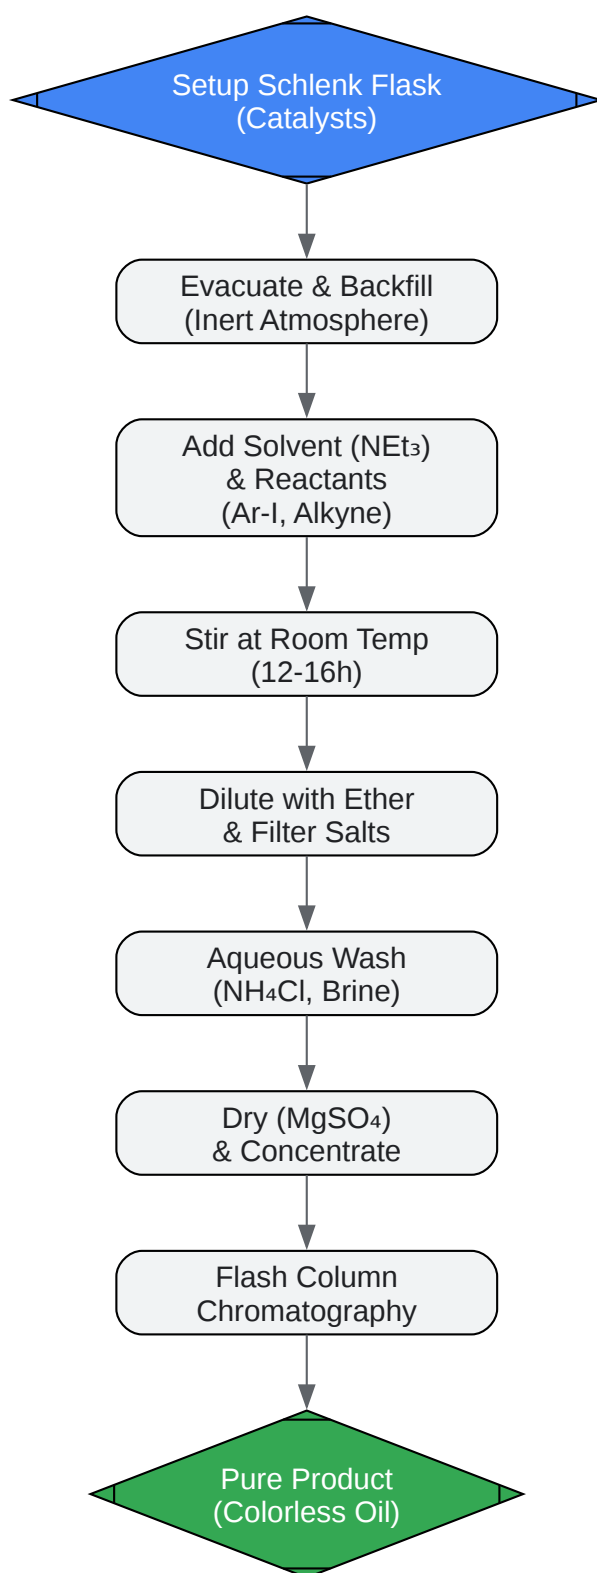 Setup Schlenk Flask
(Catalysts)
Evacuate & Backfill
(Inert Atmosphere)
Add Solvent (NEt₃)
& Reactants
(Ar-I, Alkyne)
Stir at Room Temp
(12-16h)
Dilute with Ether
& Filter Salts
Aqueous Wash
(NH₄Cl, Brine)
Dry (MgSO₄)
& Concentrate
Flash Column
Chromatography
Pure Product
(Colorless Oil)